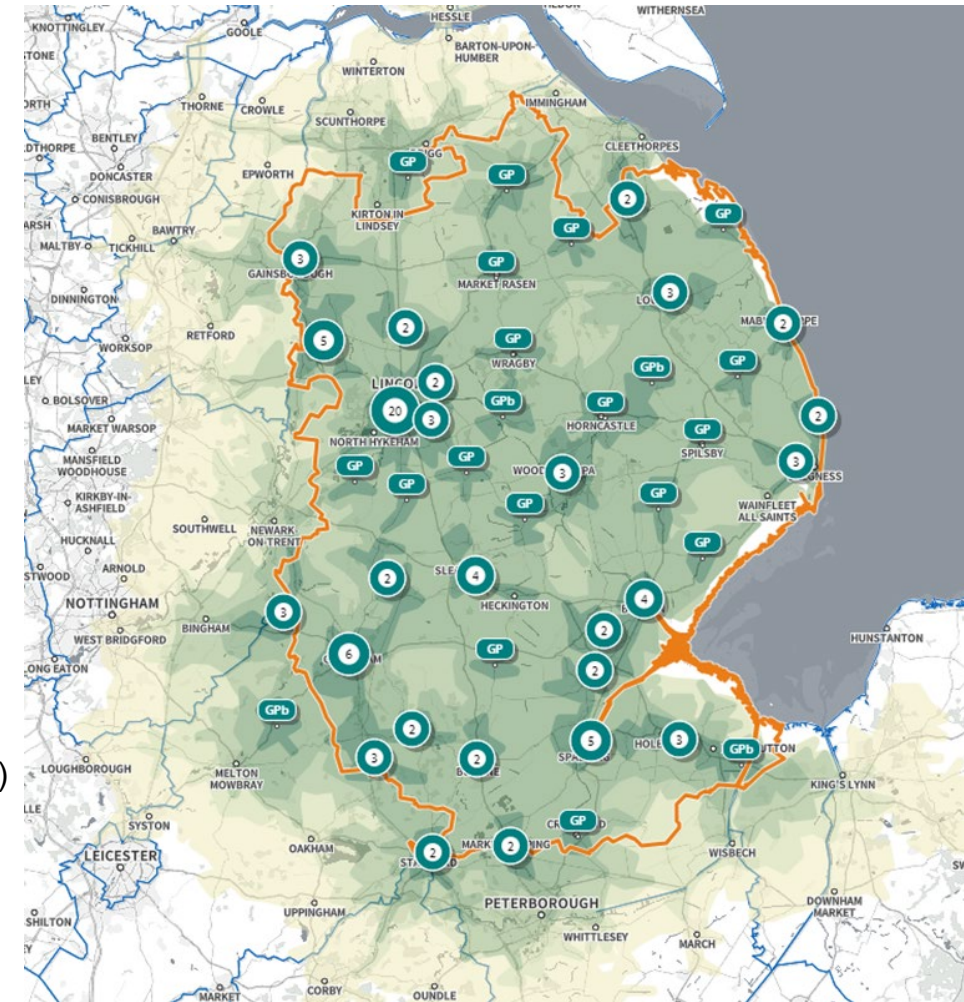 HESSLE
WITHERNSEA
KNOTTINGLEY
GOOLE
BARTON-UPON-
HUMBER
WINTERTON
THORNE
CROWLE
IMMINGHAM
SCUNTHORPE
BENTLEY
CLEETHORPES
DONCASTER
EPWORTH
GP
GP
CONISBROUGH
2
KIRTON IN
LINDSEY
GP
BAWTRY
GP
MALTBY
TICKHILL
3
GP
GAINSBOROUGH
MARKET RASEN
DINNINGTON
3
2
2
RETFORD
5
GP
WORKSOP
WRAGBY
GP
GPb
2
BOLSOVER
20
3
GPb
GP
2
MARKET WARSOP
HORNCASTLE
NORTH HYKEHAM
GP
SPILSBY
MANSFIELD
WOODHOUSE
GP
GP
3
3
GP
GP
GP
KIRKBY-IN-
ASHFIELD
WAINFLEET
ALL SAINTS
SOUTHWELL
NEWARK-
ON-TRENT
HUCKNALL
GP
ARNOLD
2
4
NOTTINGHAM
HECKINGTON
4
3
WEST BRIDGFORD
BINGHAM
2
HUNSTANTON
6
GP
2
GPb
2
5
3
GPb
3
2
LOUGHBOROUGH
MELTON
MOWBRAY
KING'S LYNN
SYSTON
GP
LEICESTER
OAKHAM
2
2
WISBECH
PETERBOROUGH
UPPINGHAM
DOWNHAM
MARKET
SHILTON
WHITTLESEY
MARCH
CORBY
MARKET
OUNDLE